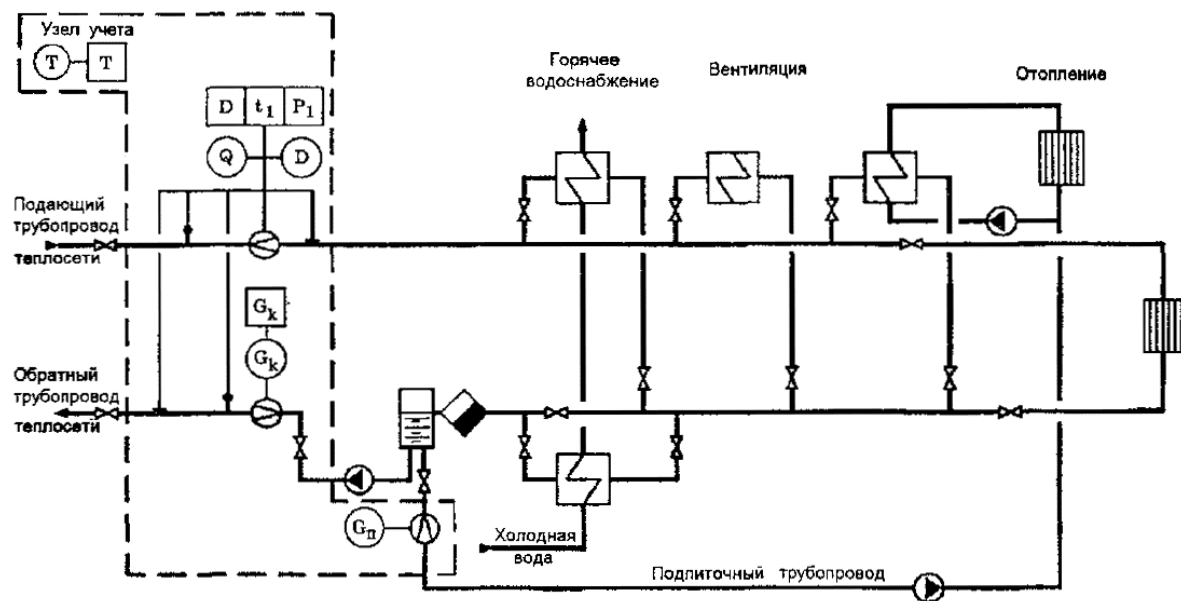 Узел учета
T T
Горячее
водоснабжение
Вентиляция
Отопление
D t1 P1
Q D
Подающий
трубопровод
теплосети
Gk
Gk
Обратный
трубопровод
теплосети
Gп
Холодная
вода
Подпиточный трубопровод